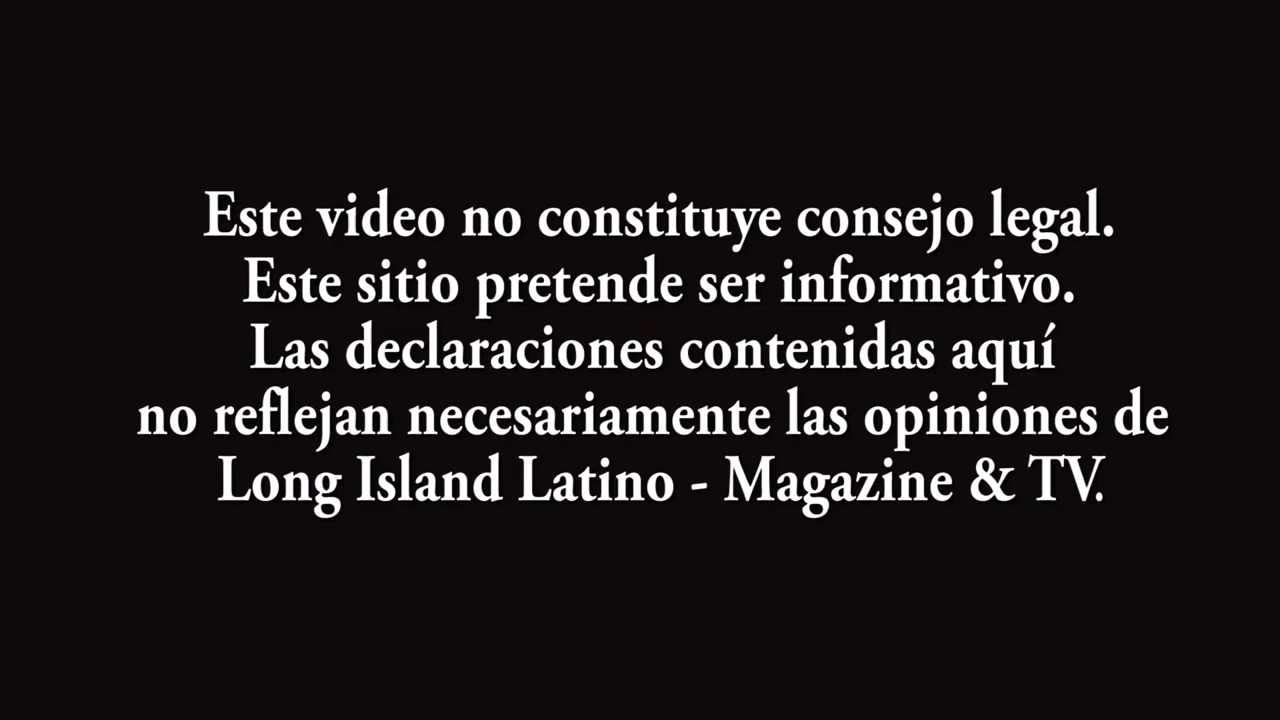 Este video no constituye consejo legal.
Este sitio pretende ser informativo.
Las declaraciones contenidas aquí
no reflejan necesariamente las opiniones de
Long Island Latino - Magazine & TV.